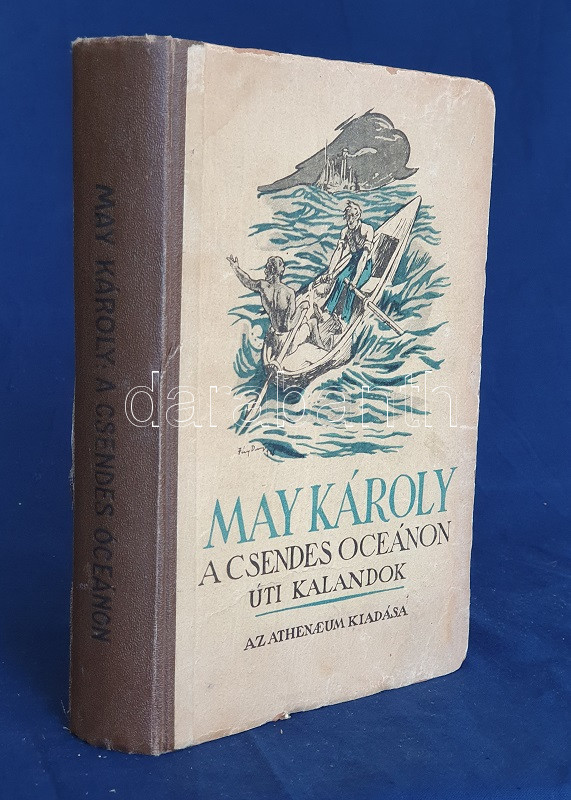 MAY KÁROLY: A CSENDES ÓCEÁNON
darabanth
MAY KÁROLY
A CSENDES OCEÁNON
ÚTI KALANDOK
AZ ATHENÆUM KIADÁSA